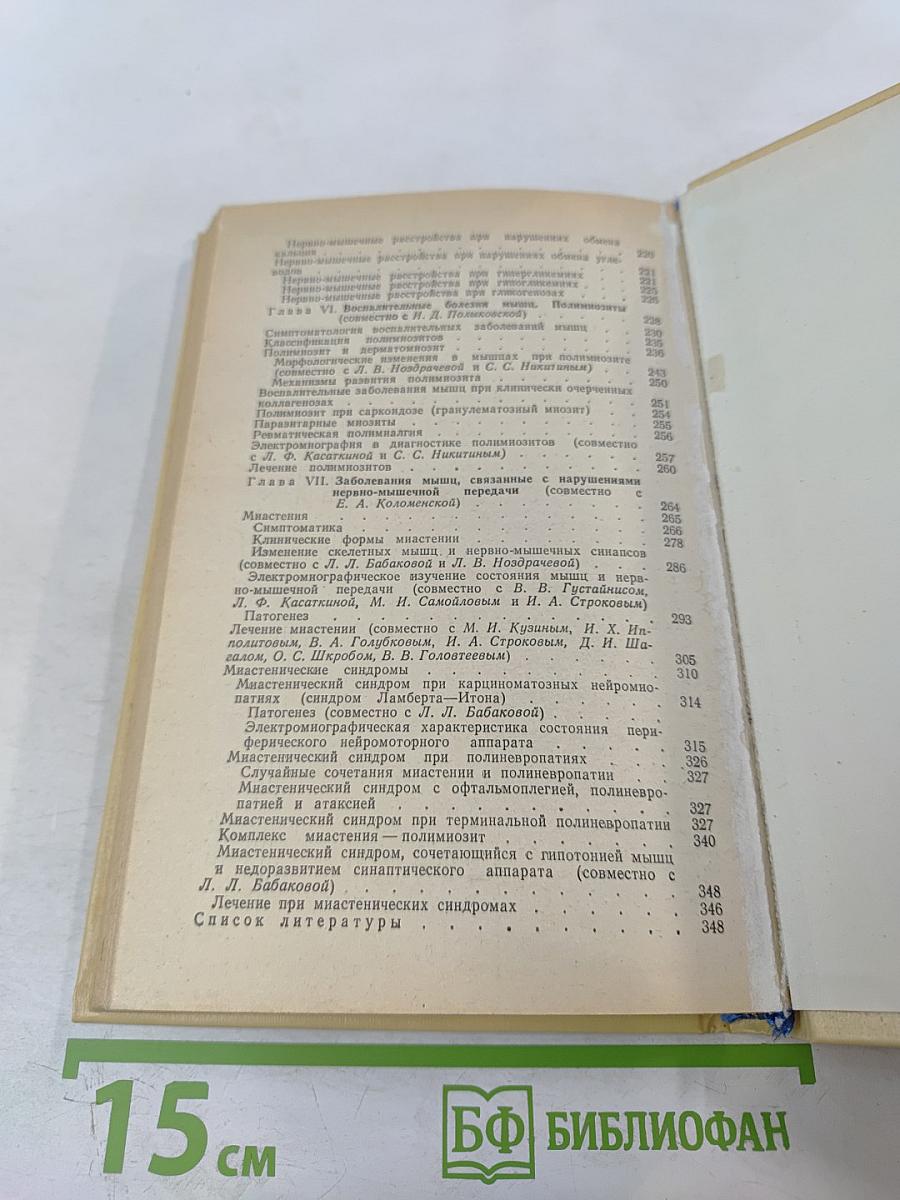 Нервно-мышечные расстройства при нарушениях обмена
кальция . . . . . . . . . . . . . . 220
Нервно-мышечные расстройства при нарушениях обмена угле-
водов . . . . . . . . . . . . . . 221
Нервно-мышечные расстройства при гипергликемиях . . . 221
Нервно-мышечные расстройства при гипогликемиях . . . 225
Нервно-мышечные расстройства при гликогенозах . . . 226
Глава VI. Воспалительные болезни мышц. Полимиозиты
(совместно с И. Д. Полыковской) . . . . . . 228
Симптоматология воспалительных заболеваний мышц . . 230
Классификация полимиозитов . . . . . . . . 235
Полимиозит и дерматомиозит . . . . . . . . 236
Морфологические изменения в мышцах при полимиозите
(совместно с Л. В. Ноздрачевой и С. С. Никитиным) . . 243
Механизмы развития полимиозита . . . . . . . 250
Воспалительные заболевания мышц при клинически очерченных
коллагенозах . . . . . . . . . . . . 251
Полимиозит при саркондозе (гранулематозный миозит) . . 254
Паразитарные миозиты . . . . . . . . . . 255
Ревматическая полимиалгия . . . . . . . . . 256
Электромиография в диагностике полимиозитов (совместно
с Л. Ф. Касаткиной и С. С. Никитиным) . . . . . . 257
Лечение полимиозитов . . . . . . . . . . 260
Глава VII. Заболевания мышц, связанные с нарушениями
нервно-мышечной передачи (совместно с
Е. А. Коломенской) . . . . . . . . 264
Миастения . . . . . . . . . . . . . 265
Симптоматика . . . . . . . . . . . . 266
Клинические формы миастении . . . . . . . . 278
Изменение скелетных мышц и нервно-мышечных синапсов
(совместно с Л. Л. Бабаковой и Л. В. Ноздрачевой) . . . 286
Электромиографическое изучение состояния мышц и нерв-
но-мышечной передачи (совместно с В. В. Густайнисом,
Л. Ф. Касаткиной, М. И. Самойловым и И. А. Строковым)
Патогенез . . . . . . . . . . . . . 293
Лечение миастении (совместно с М. И. Кузиным, И. Х. Ип-
политовым, В. А. Голубковым, И. А. Строковым, Д. И. Ша-
галом, О. С. Шкробом, В. В. Головтеевым) . . . . . . 305
Миастенические синдромы . . . . . . . . . 310
Миастенический синдром при карциноматозных нейромио-
патиях (синдром Ламберта—Итона) . . . . . . 314
Патогенез (совместно с Л. Л. Бабаковой) . . . . .
Электромиографическая характеристика состояния пери-
ферического нейромоторного аппарата . . . . . 315
Миастенический синдром при полиневропатиях . . . 326
Случайные сочетания миастении и полиневропатии . . 327
Миастенический синдром с офтальмоплегией, полиневро-
патией и атаксией . . . . . . . . . . 327
Миастенический синдром при терминальной полиневропатии 327
Комплекс миастения — полимиозит . . . . . . . 340
Миастенический синдром, сочетающийся с гипотонией мышц
и недоразвитием синаптического аппарата (совместно с
Л. Л. Бабаковой) . . . . . . . . . . . 348
Лечение при миастенических синдромах . . . . . . 346
Список литературы . . . . . . . . . . 348
15 см
БФ БИБЛИОФАН